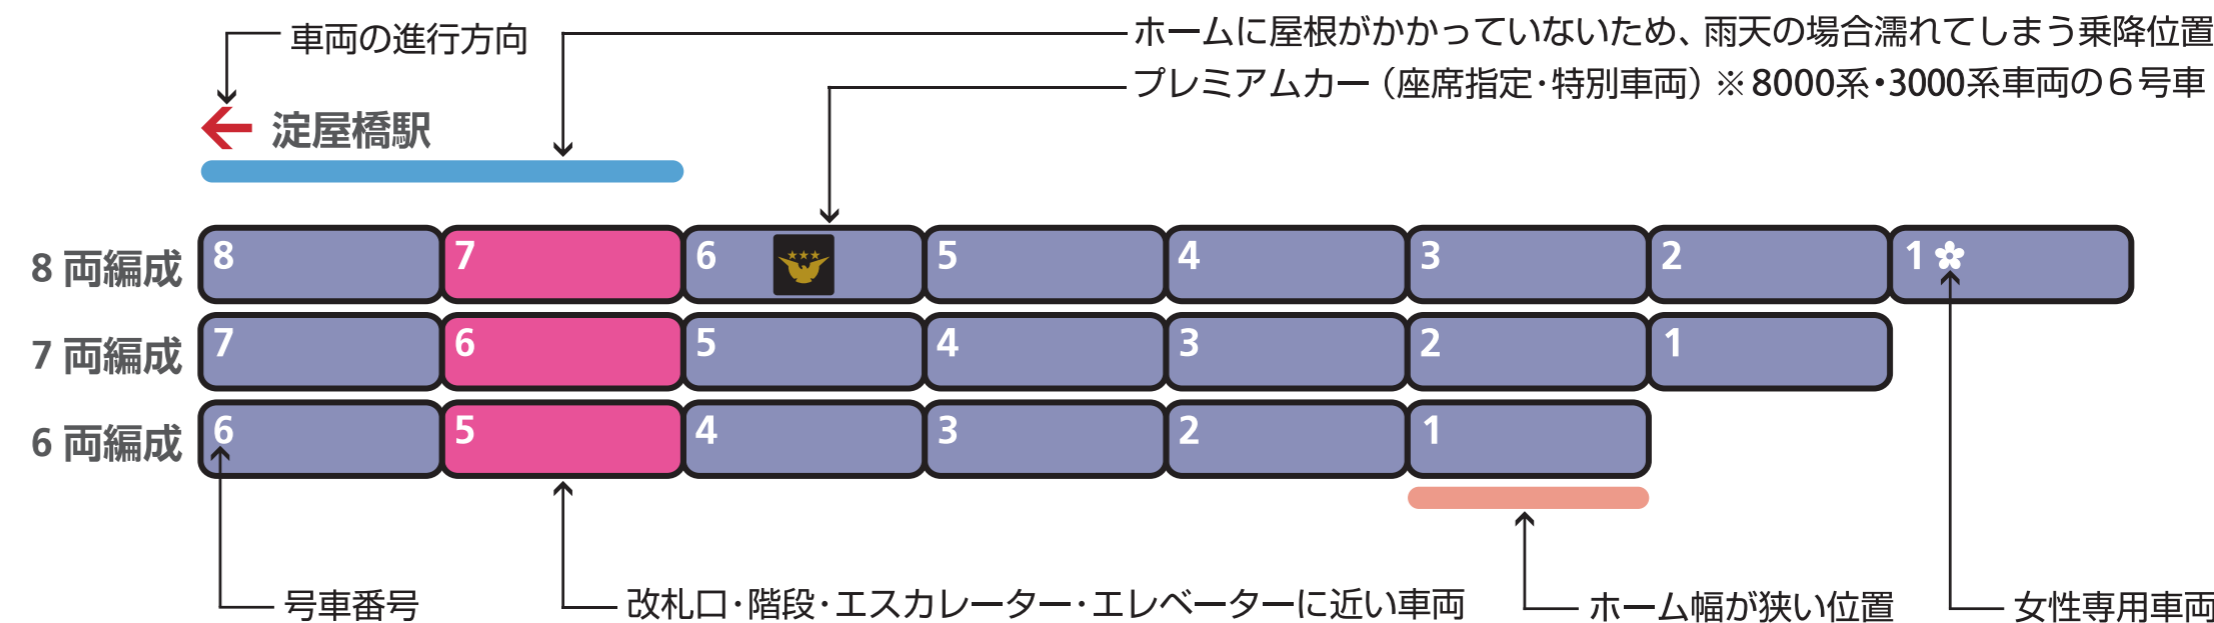 車両の進行方向
ホームに屋根がかかっていないため、雨天の場合濡れてしまう乗降位置
プレミアムカー（座席指定・特別車両）※8000系・3000系車両の６号車
淀屋橋駅
8 両編成 8 7 6 5 4 3 2 1
7 両編成 7 6 5 4 3 2 1
6 両編成 6 5 4 3 2 1
号車番号
改札口・階段・エスカレーター・エレベーターに近い車両
ホーム幅が狭い位置
女性専用車両